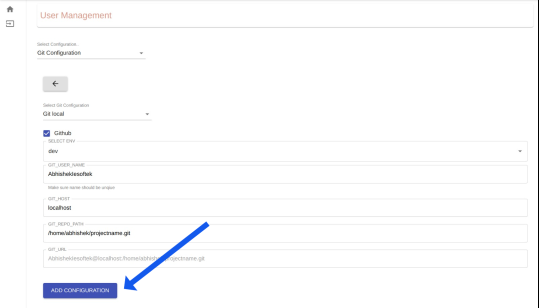 User Management
Select Configuration..
Git Configuration
Select Git Configuration
Git local
Github
SELECT ENV
dev
GIT_USER_NAME
Abhisheklesoftek
Make sure name should be unique
GIT_HOST
localhost
GIT_REPO_PATH
/home/abhishek/projectname.git
GIT_URL
Abhisheklesoftek@localhost:/home/abhishek/projectname.git
ADD CONFIGURATION